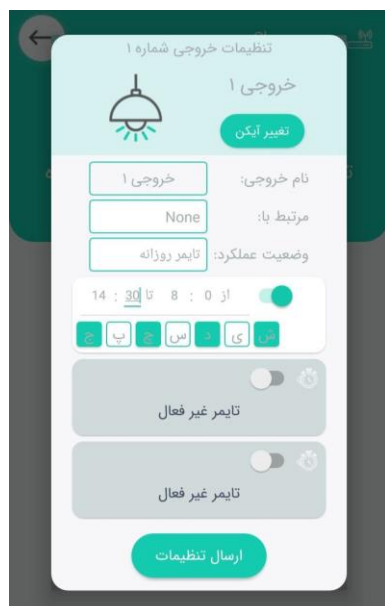 تنظیمات خروجی شماره ۱
خروجی ۱
تغییر آیکن
نام خروجی: خروجی ۱
مرتبط با: None
وضعیت عملکرد: تایمر روزانه
از 0 : 8 تا 30 : 14
ش ی د س چ پ ج
تایمر غیر فعال
تایمر غیر فعال
ارسال تنظیمات